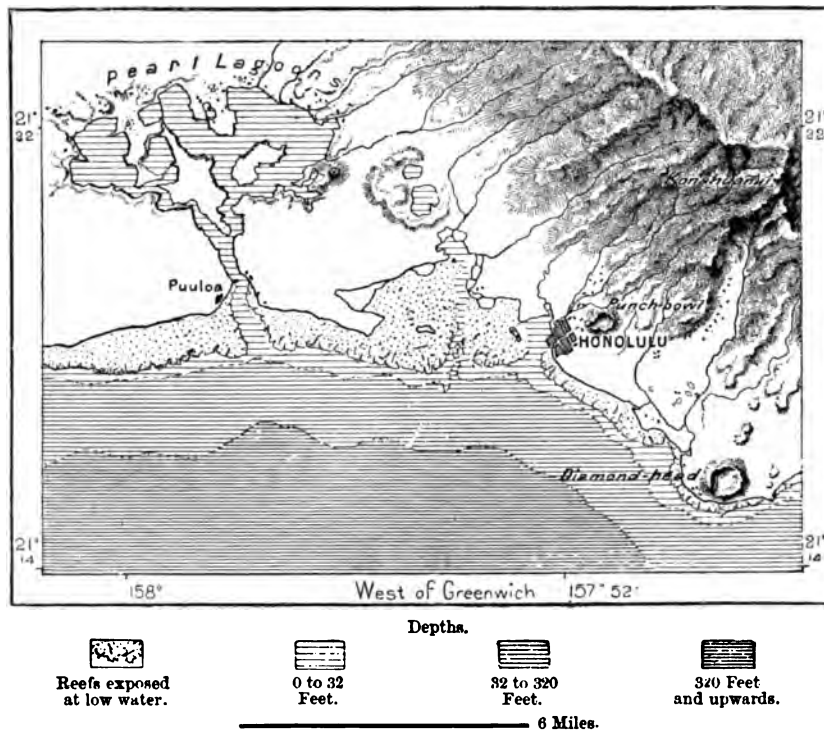 Pearl Lagoons
21°
22'
21°
22'
Puuloa
Punch-bowl
HONOLULU
Diamond-head
21°
14
21°
14
158°
West of Greenwich
157° 52'
Depths.
Reefs exposed
at low water.
0 to 32
Feet.
32 to 320
Feet.
320 Feet
and upwards.
6 Miles.